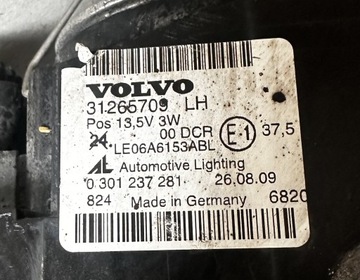 VOLVO
31265709 LH
Pos 13,5V 3W
24 00 DCR E1 37,5
LE06A6153ABL
AL Automotive Lighting
0 301 237 281 26.08.09
824 Made in Germany 6820